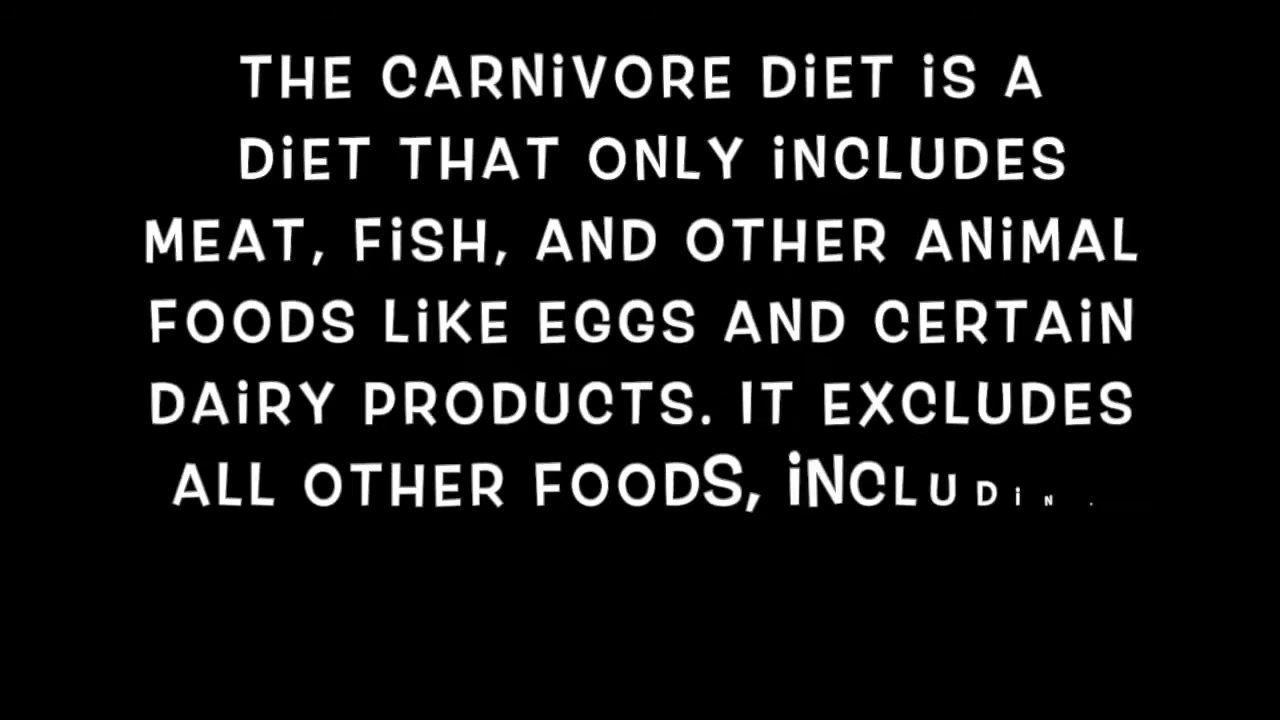 THE CARNiVORE DiET iS A
DiET THAT ONLY iNCLUDES
MEAT, FiSH, AND OTHER ANiMAL
FOODS LiKE EGGS AND CERTAiN
DAiRY PRODUCTS. IT EXCLUDES
ALL OTHER FOODS, iNCLUDiN